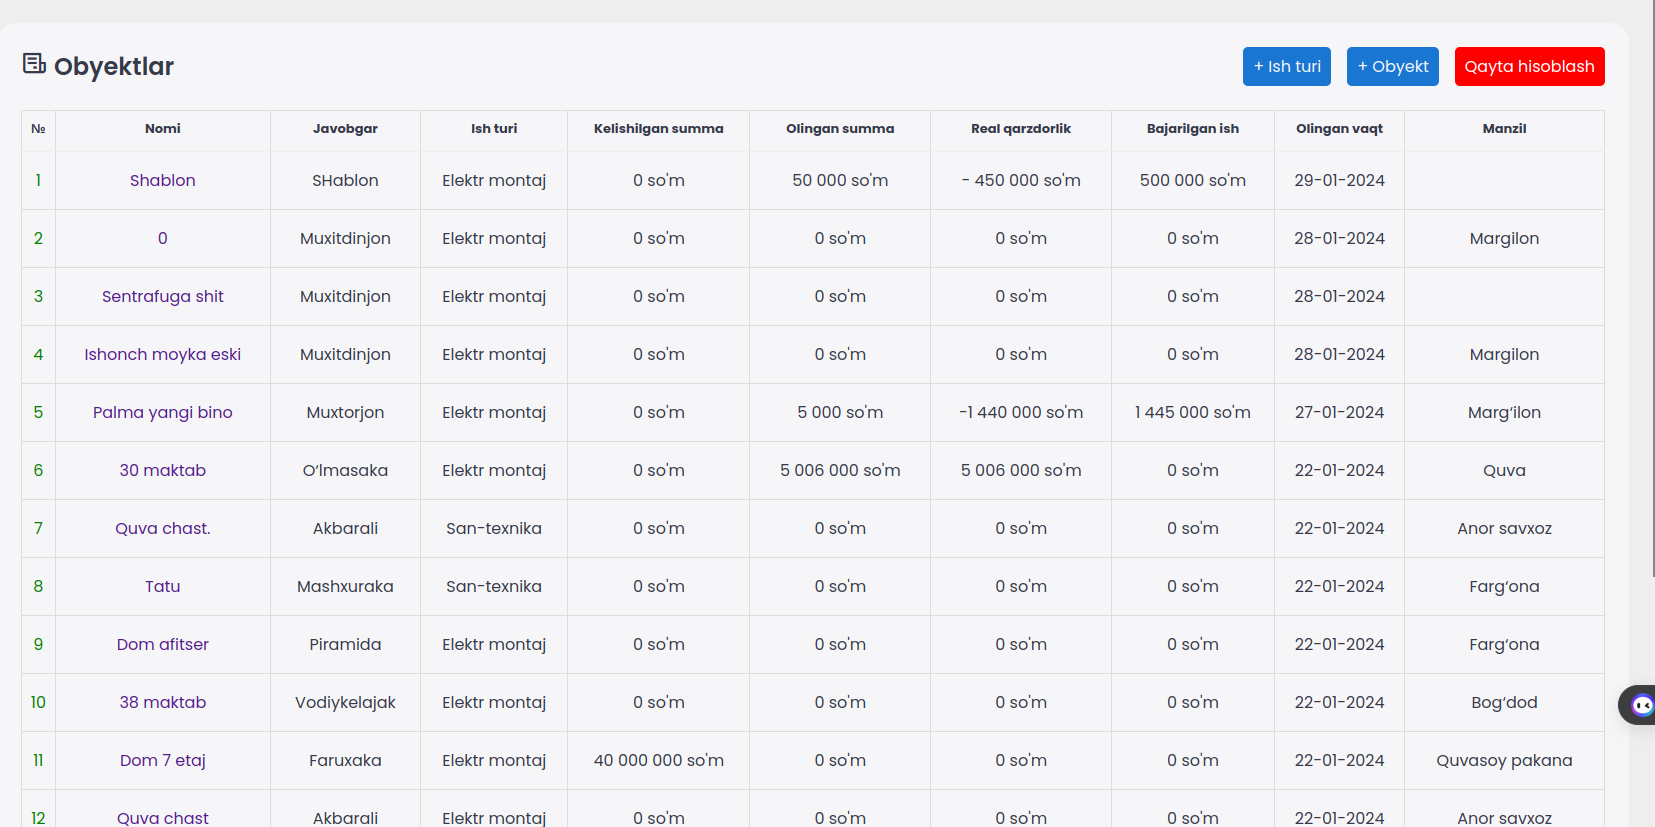 Obyektlar
+ Ish turi + Obyekt Qayta hisoblash
№ Nomi Javobgar Ish turi Kelishilgan summa Olingan summa Real qarzdorlik Bajarilgan ish Olingan vaqt Manzil
1 Shablon SHablon Elektr montaj 0 so'm 50 000 so'm - 450 000 so'm 500 000 so'm 29-01-2024
2 0 Muxitdinjon Elektr montaj 0 so'm 0 so'm 0 so'm 0 so'm 28-01-2024 Margilon
3 Sentrafuga shit Muxitdinjon Elektr montaj 0 so'm 0 so'm 0 so'm 0 so'm 28-01-2024
4 Ishonch moyka eski Muxitdinjon Elektr montaj 0 so'm 0 so'm 0 so'm 0 so'm 28-01-2024 Margilon
5 Palma yangi bino Muxtorjon Elektr montaj 0 so'm 5 000 so'm -1 440 000 so'm 1 445 000 so'm 27-01-2024 Marg‘ilon
6 30 maktab O‘lmasaka Elektr montaj 0 so'm 5 006 000 so'm 5 006 000 so'm 0 so'm 22-01-2024 Quva
7 Quva chast. Akbarali San-texnika 0 so'm 0 so'm 0 so'm 0 so'm 22-01-2024 Anor savxoz
8 Tatu Mashxuraka San-texnika 0 so'm 0 so'm 0 so'm 0 so'm 22-01-2024 Farg‘ona
9 Dom afitser Piramida Elektr montaj 0 so'm 0 so'm 0 so'm 0 so'm 22-01-2024 Farg‘ona
10 38 maktab Vodiykelajak Elektr montaj 0 so'm 0 so'm 0 so'm 0 so'm 22-01-2024 Bog‘dod
11 Dom 7 etaj Faruxaka Elektr montaj 40 000 000 so'm 0 so'm 0 so'm 0 so'm 22-01-2024 Quvasoy pakana
12 Quva chast Akbarali Elektr montaj 0 so'm 0 so'm 0 so'm 0 so'm 22-01-2024 Anor savxoz